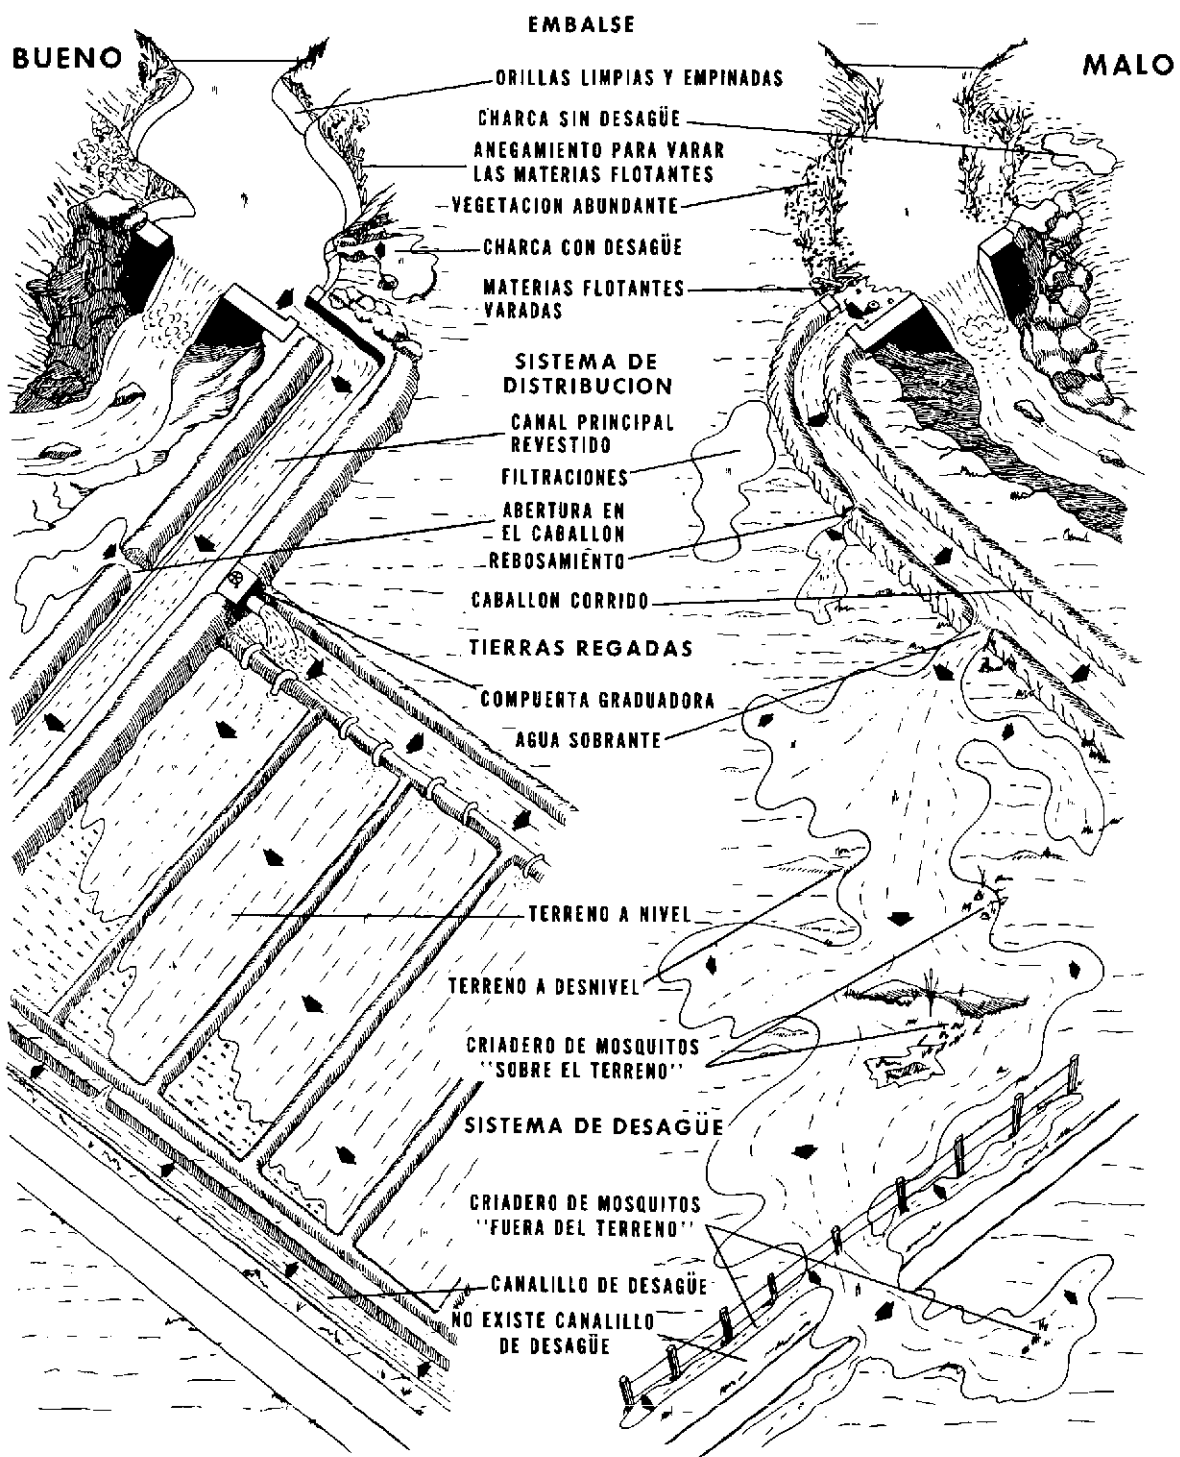 EMBALSE
BUENO
MALO
ORILLAS LIMPIAS Y EMPINADAS
CHARCA SIN DESAGÜE
ANEGAMIENTO PARA VARAR
LAS MATERIAS FLOTANTES
VEGETACION ABUNDANTE
CHARCA CON DESAGÜE
MATERIAS FLOTANTES
VARADAS
SISTEMA DE
DISTRIBUCION
CANAL PRINCIPAL
REVESTIDO
FILTRACIONES
ABERTURA EN
EL CABALLON
REBOSAMIENTO
CABALLON CORRIDO
TIERRAS REGADAS
COMPUERTA GRADUADORA
AGUA SOBRANTE
TERRENO A NIVEL
TERRENO A DESNIVEL
CRIADERO DE MOSQUITOS
"SOBRE EL TERRENO"
SISTEMA DE DESAGÜE
CRIADERO DE MOSQUITOS
"FUERA DEL TERRENO"
CANALILLO DE DESAGÜE
NO EXISTE CANALILLO
DE DESAGÜE